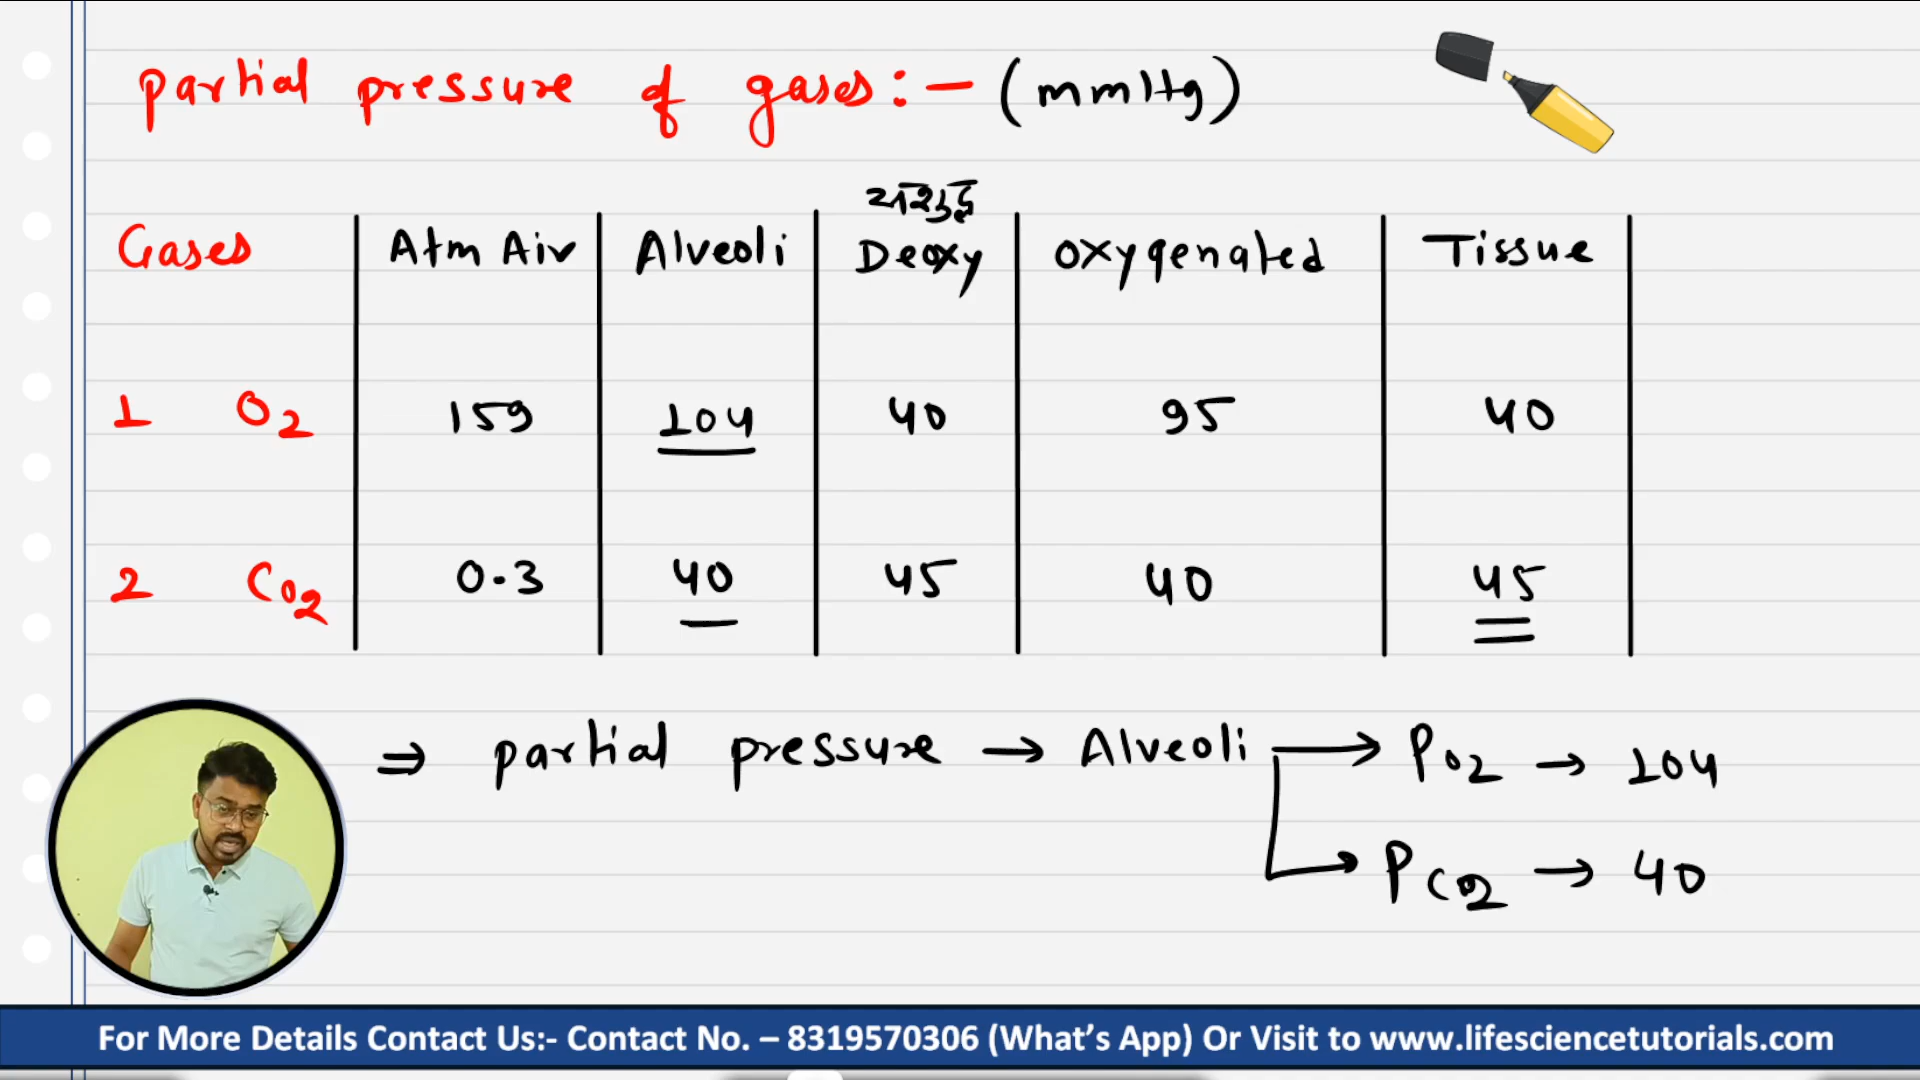 partial pressure of gases:- (mmHg)
Gases Atm Air Alveoli Deoxy oxygenated Tissue
1 O2 159 104 40 95 40
2 CO2 0.3 40 45 40 45
⇒ partial pressure → Alveoli → PO2 → 104
→ PCO2 → 40
For More Details Contact Us:- Contact No. – 8319570306 (What’s App) Or Visit to www.lifesciencetutorials.com